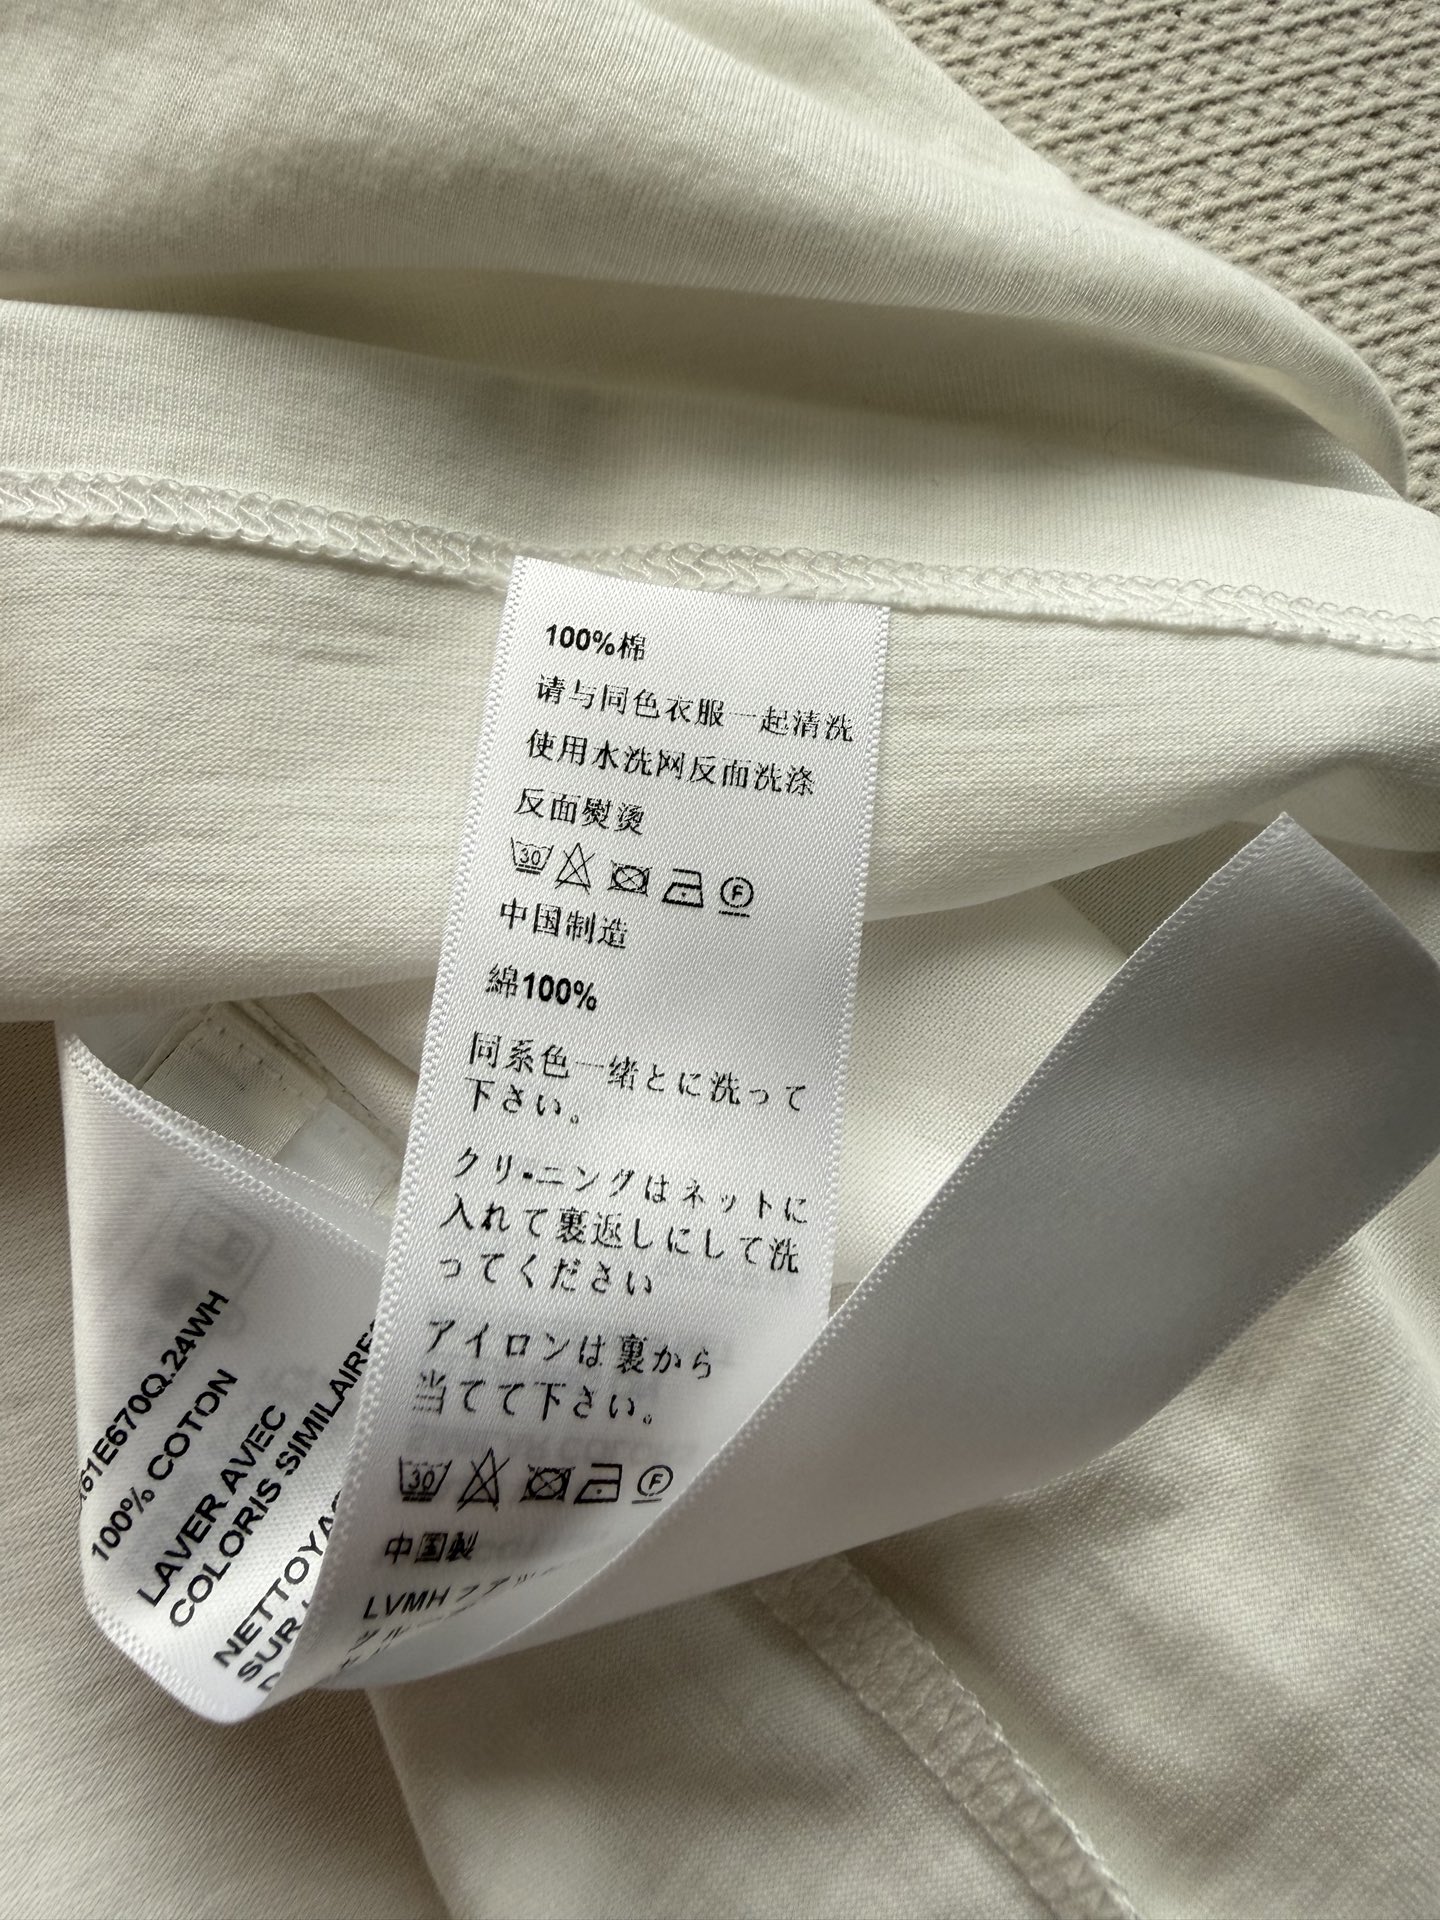 100%棉
请与同色衣服一起清洗
使用水洗网反面洗涤
反面熨烫
30
F
中国制造
綿100%
同系色一绪とに洗って
下さい。
クリ-ニングはネットに
入れて裏返しにして洗
ってください
アイロンは裏から
当てて下さい。
30
F
中国製
LVMH ファッ
61E670Q.24WH
100% COTON
LAVER AVEC
COLORIS SIMILAIRE
NETTOYA
SUR